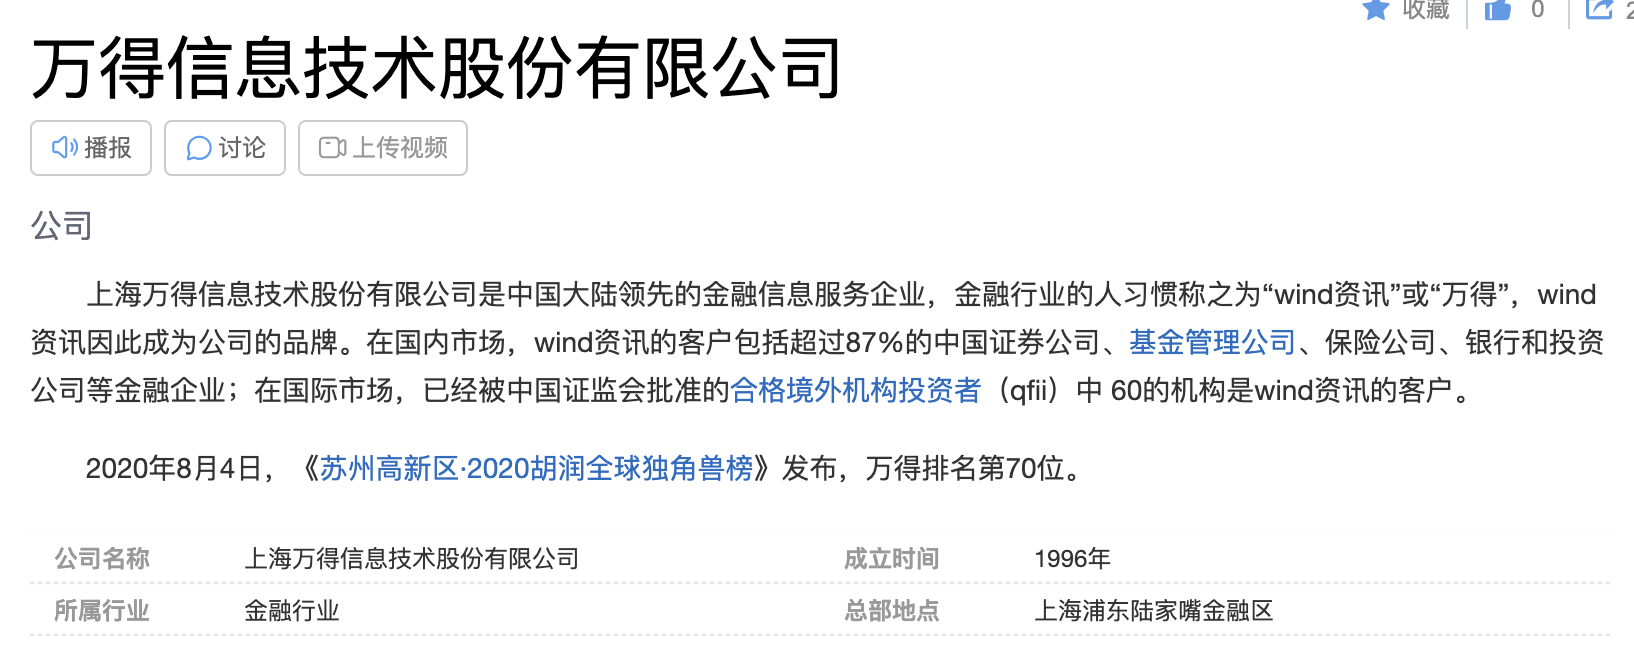 收藏 0 2
万得信息技术股份有限公司
播报 讨论 上传视频
公司
上海万得信息技术股份有限公司是中国大陆领先的金融信息服务企业，金融行业的人习惯称之为“wind资讯”或“万得”，wind
资讯因此成为公司的品牌。在国内市场，wind资讯的客户包括超过87%的中国证券公司、基金管理公司、保险公司、银行和投资
公司等金融企业；在国际市场，已经被中国证监会批准的合格境外机构投资者（qfii）中 60的机构是wind资讯的客户。
2020年8月4日，《苏州高新区·2020胡润全球独角兽榜》发布，万得排名第70位。
公司名称 上海万得信息技术股份有限公司 成立时间 1996年
所属行业 金融行业 总部地点 上海浦东陆家嘴金融区